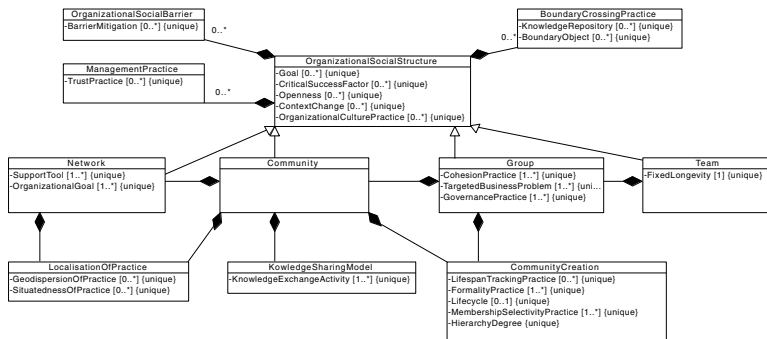 OrganizationalSocialBarrier
-BarrierMitigation [0..*] {unique}
0..*
BoundaryCrossingPractice
-KnowledgeRepository [0..*] {unique}
-BoundaryObject [0..*] {unique}
0..*
ManagementPractice
-TrustPractice [0..*] {unique}
0..*
OrganizationalSocialStructure
-Goal [0..*] {unique}
-CriticalSuccessFactor [0..*] {unique}
-Openness [0..*] {unique}
-ContextChange [0..*] {unique}
-OrganizationalCulturePractice [0..*] {unique}
Network
-SupportTool [1..*] {unique}
-OrganizationalGoal [1..*] {unique}
Community
Group
-CohesionPractice [1..*] {unique}
-TargetedBusinessProblem [1..*] {uni...
-GovernancePractice [1..*] {unique}
Team
-FixedLongevity [1] {unique}
LocalisationOfPractice
-GeodispersionOfPractice [0..*] {unique}
-SituatednessOfPractice [0..*] {unique}
KowledgeSharingModel
-KnowledgeExchangeActivity [1..*] {unique}
CommunityCreation
-LifespanTrackingPractice [0..*] {unique}
-FormalityPractice [1..*] {unique}
-Lifecycle [0..1] {unique}
-MembershipSelectivityPractice [1..*] {unique}
-HierarchyDegree {unique}